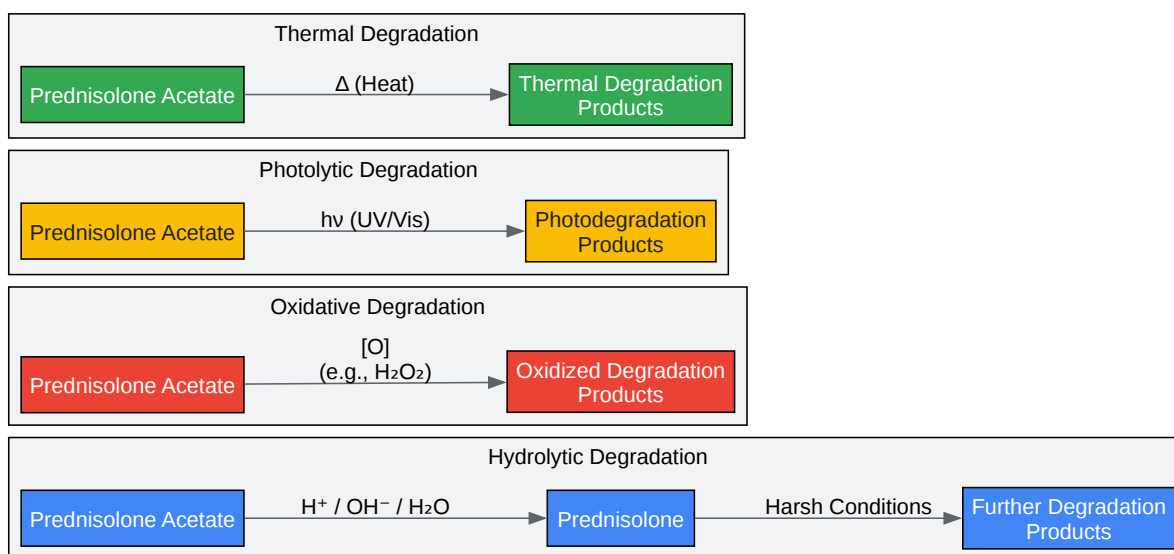 Thermal Degradation
Prednisolone Acetate
Δ (Heat)
Thermal Degradation
Products
Photolytic Degradation
Prednisolone Acetate
hν (UV/Vis)
Photodegradation
Products
Oxidative Degradation
Prednisolone Acetate
[O]
(e.g., H₂O₂)
Oxidized Degradation
Products
Hydrolytic Degradation
Prednisolone Acetate
H⁺ / OH⁻ / H₂O
Prednisolone
Harsh Conditions
Further Degradation
Products